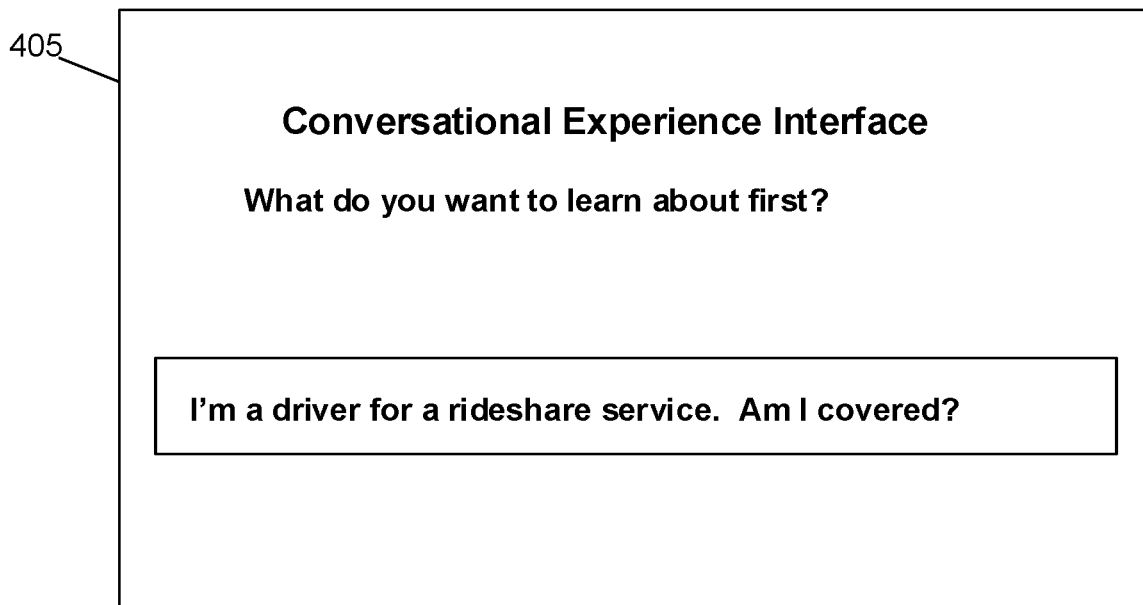 405
Conversational Experience Interface
What do you want to learn about first?
I'm a driver for a rideshare service.  Am I covered?